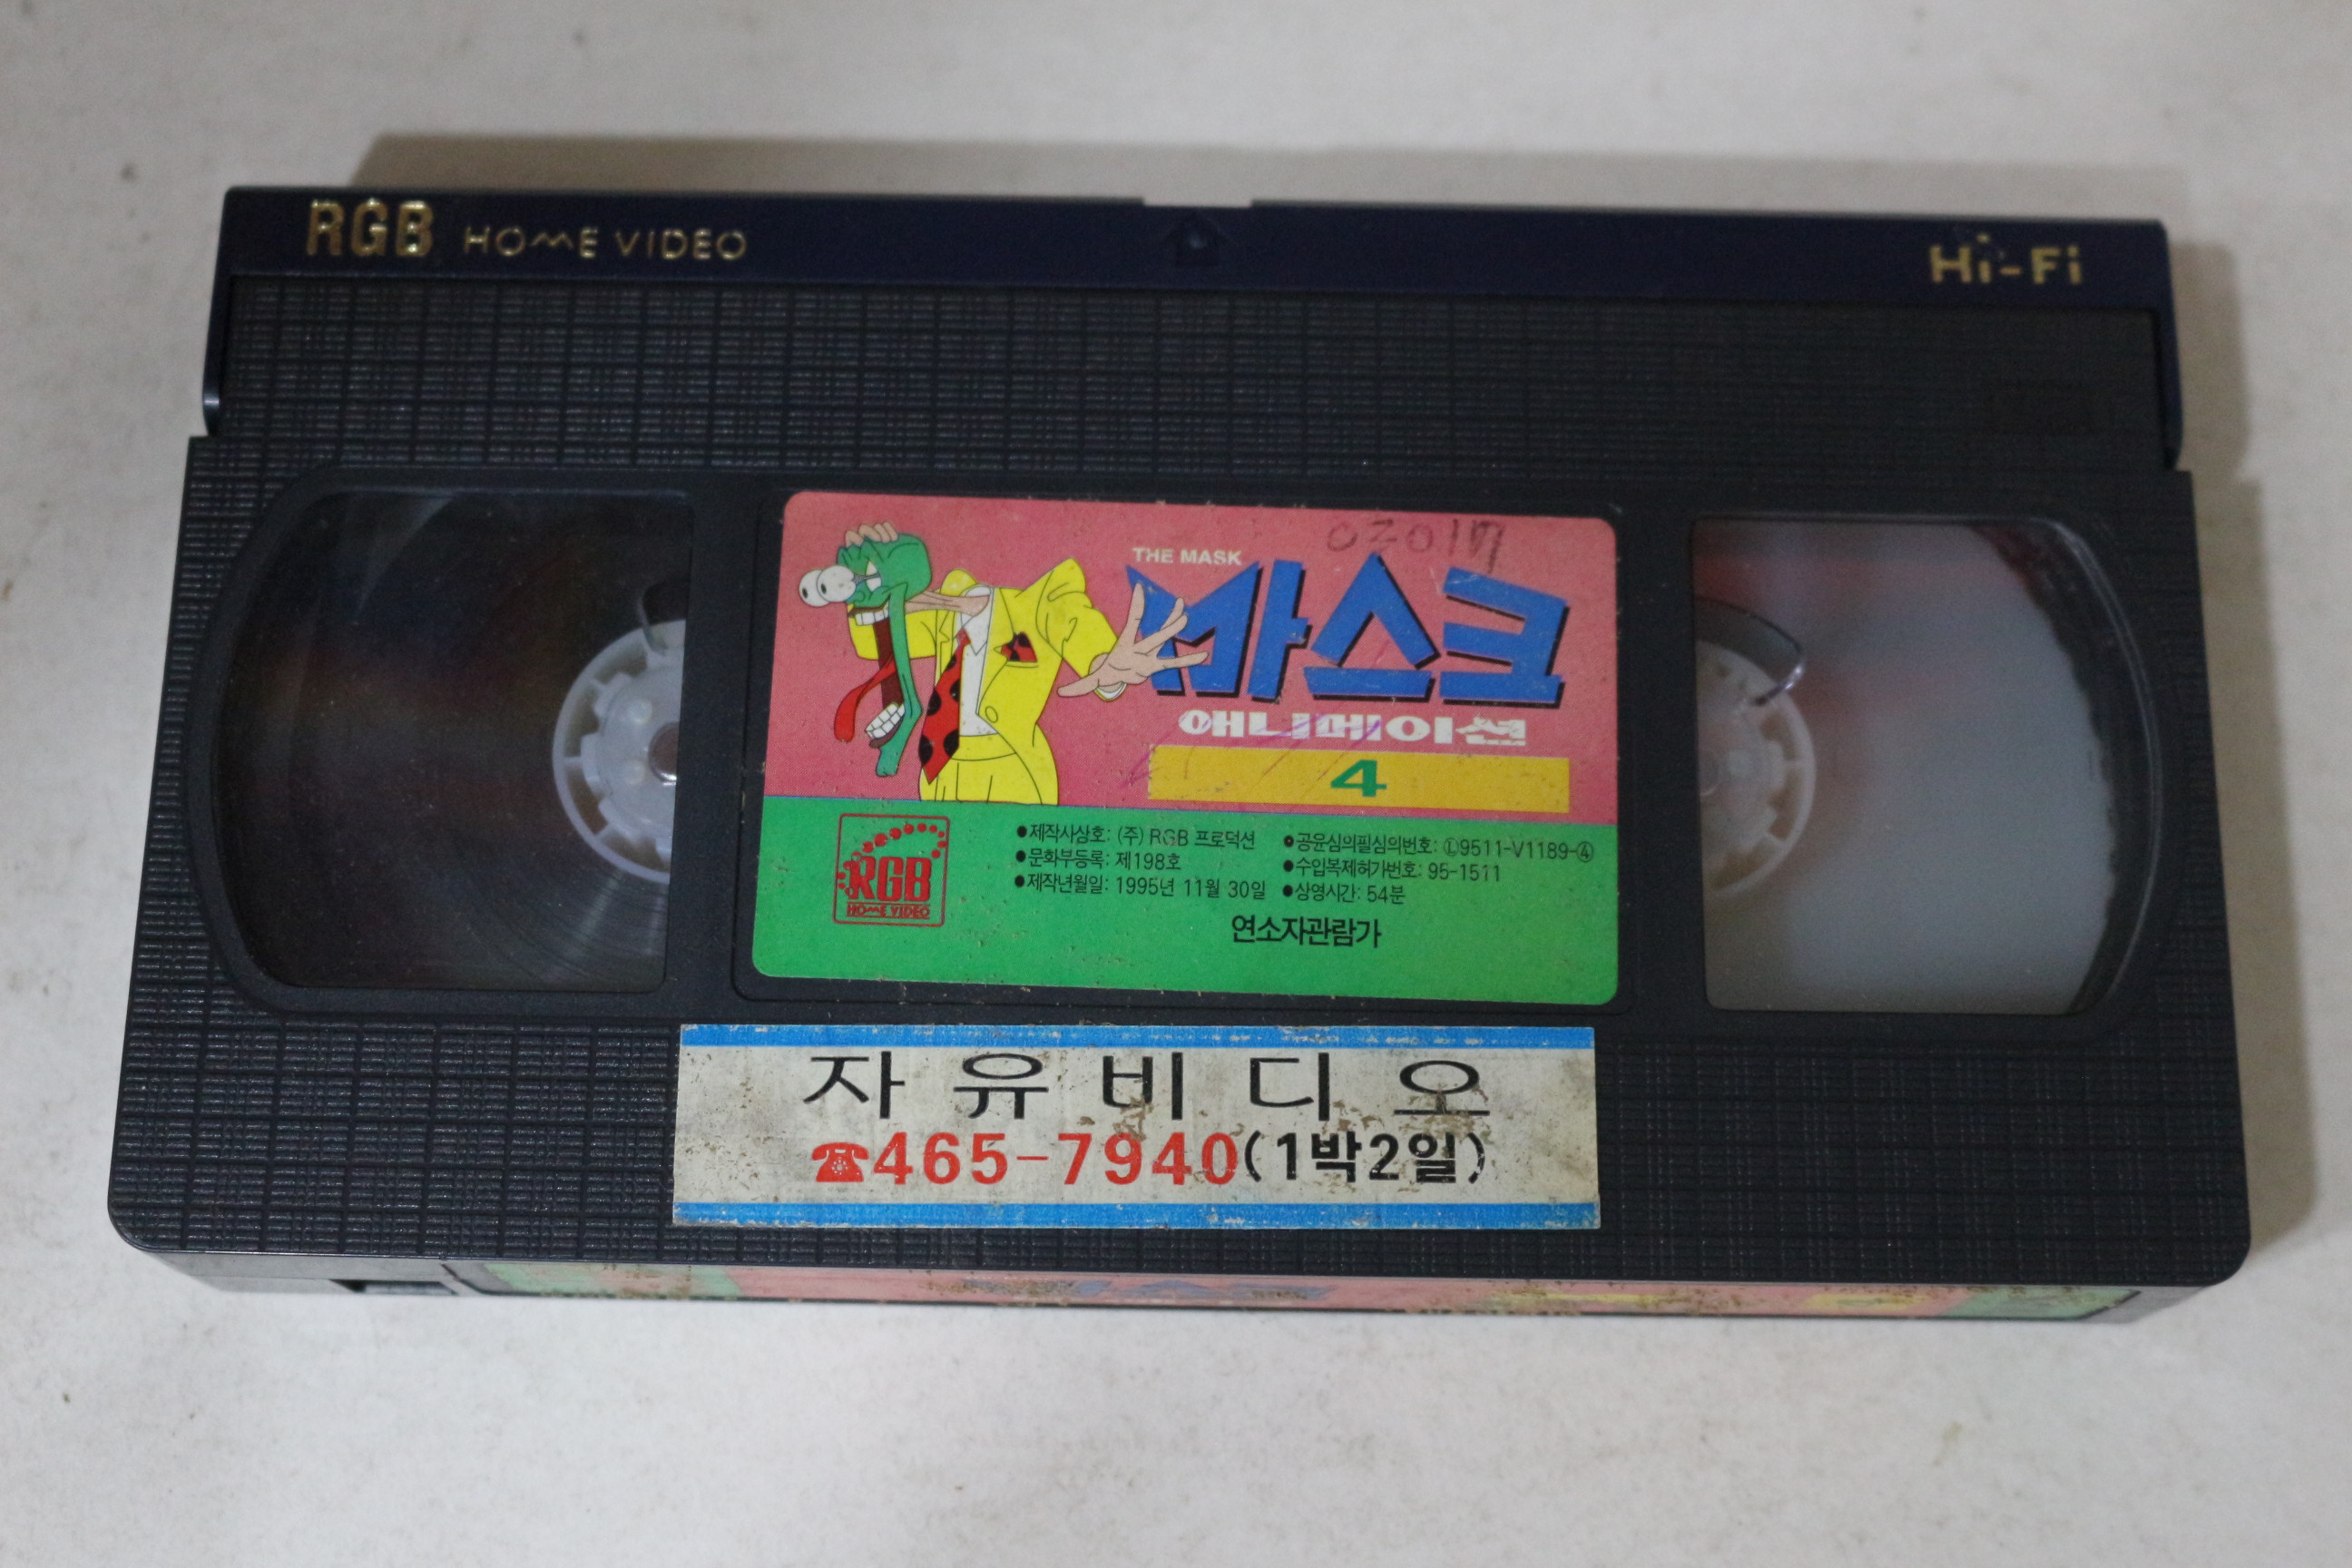 RGB HOME VIDEO
Hi-Fi
03017
THE MASK
마스크
애니메이션
4
RGB
HOME VIDEO
●제작사상호: (주) RGB 프로덕션
●문화부등록: 제198호
●제작년월일: 1995년 11월 30일
●공윤심의필심의번호: Ⓛ9511-V1189-④
●수입복제허가번호: 95-1511
●상영시간: 54분
연소자관람가
자유비디오
☎465-7940(1박2일)